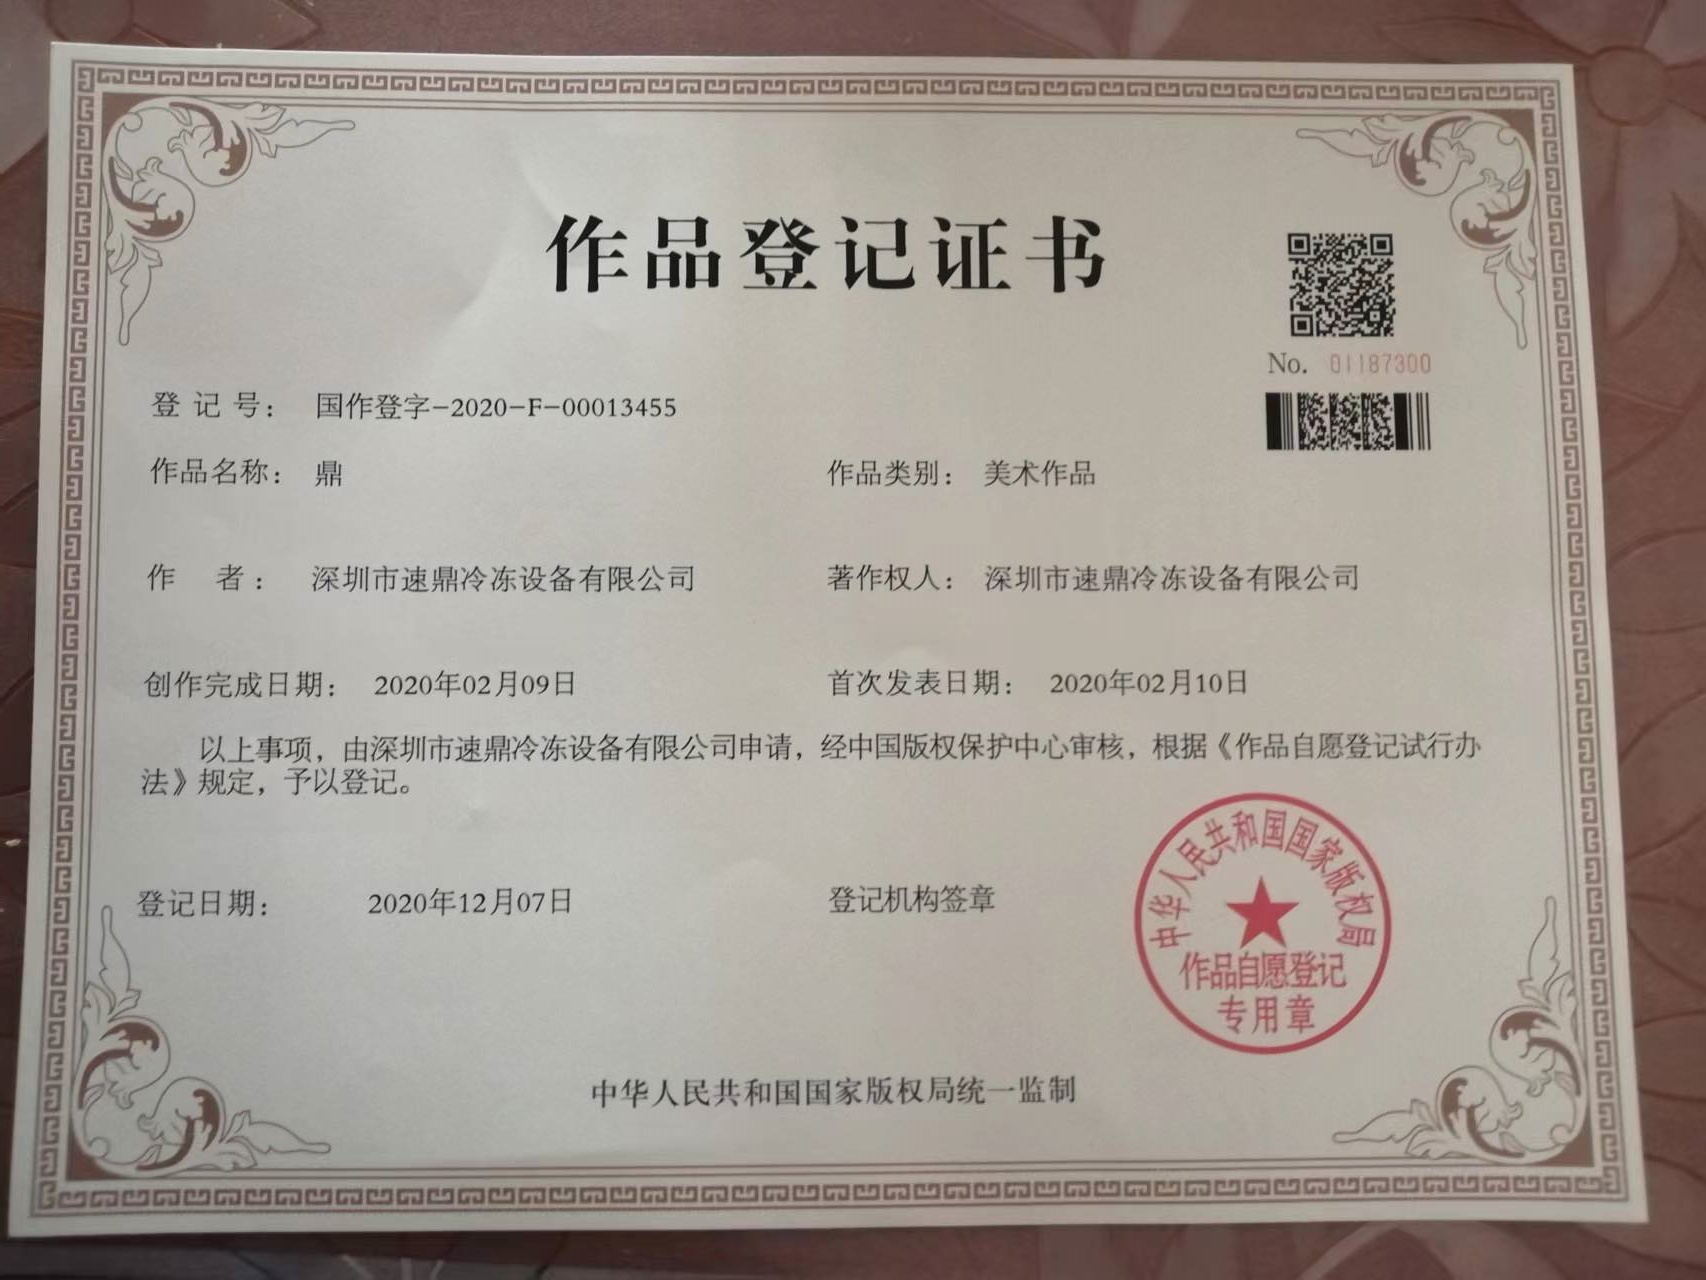 作品登记证书
No. 01187300
登 记 号： 国作登字-2020-F-00013455
作品名称： 鼎
作品类别： 美术作品
作 者： 深圳市速鼎冷冻设备有限公司
著作权人： 深圳市速鼎冷冻设备有限公司
创作完成日期： 2020年02月09日
首次发表日期： 2020年02月10日
以上事项，由深圳市速鼎冷冻设备有限公司申请，经中国版权保护中心审核，根据《作品自愿登记试行办
法》规定，予以登记。
登记日期： 2020年12月07日
登记机构签章
中华人民共和国国家版权局
作品自愿登记
专用章
中华人民共和国国家版权局统一监制